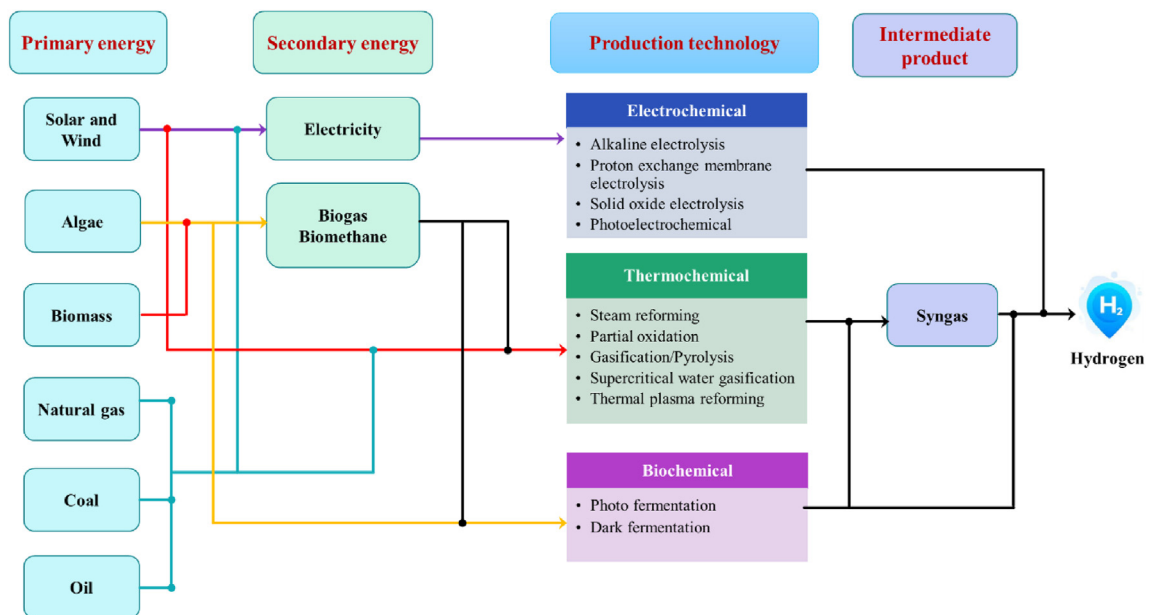 Primary energy
Secondary energy
Production technology
Intermediate
product
Solar and
Wind
Algae
Biomass
Natural gas
Coal
Oil
Electricity
Biogas
Biomethane
Electrochemical
• Alkaline electrolysis
• Proton exchange membrane
electrolysis
• Solid oxide electrolysis
• Photoelectrochemical
Thermochemical
• Steam reforming
• Partial oxidation
• Gasification/Pyrolysis
• Supercritical water gasification
• Thermal plasma reforming
Biochemical
• Photo fermentation
• Dark fermentation
Syngas
H₂
Hydrogen